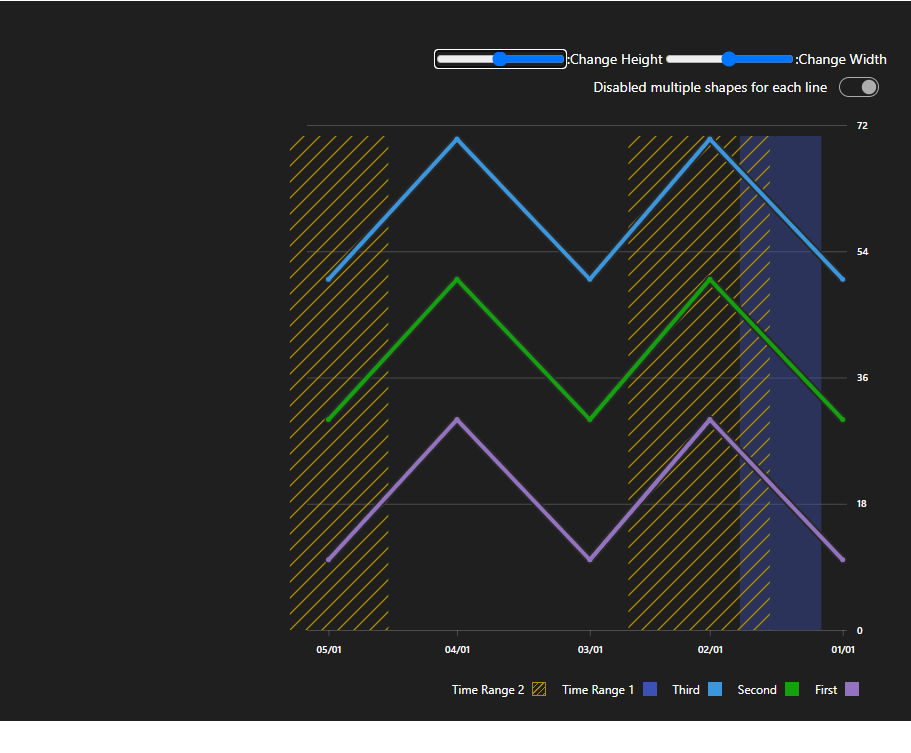 :Change Height :Change Width
Disabled multiple shapes for each line
72
54
36
18
0
05/01 04/01 03/01 02/01 01/01
Time Range 2 Time Range 1 Third Second First